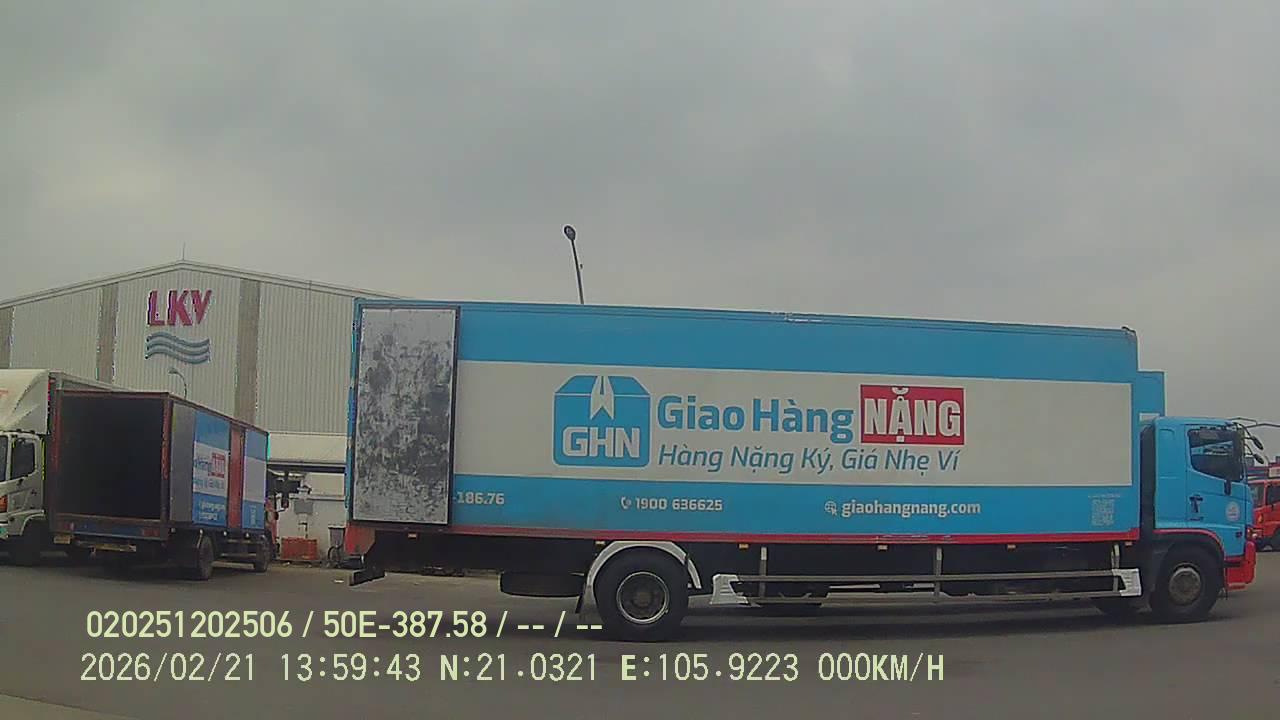 LKV
GHN
Giao Hàng NẶNG
Hàng Nặng Ký, Giá Nhẹ Ví
-186.76
1900 636625
giaohangnang.com
NẶNG
020251202506 / 50E-387.58 / -- / --
2026/02/21 13:59:43 N:21.0321 E:105.9223 000KM/H